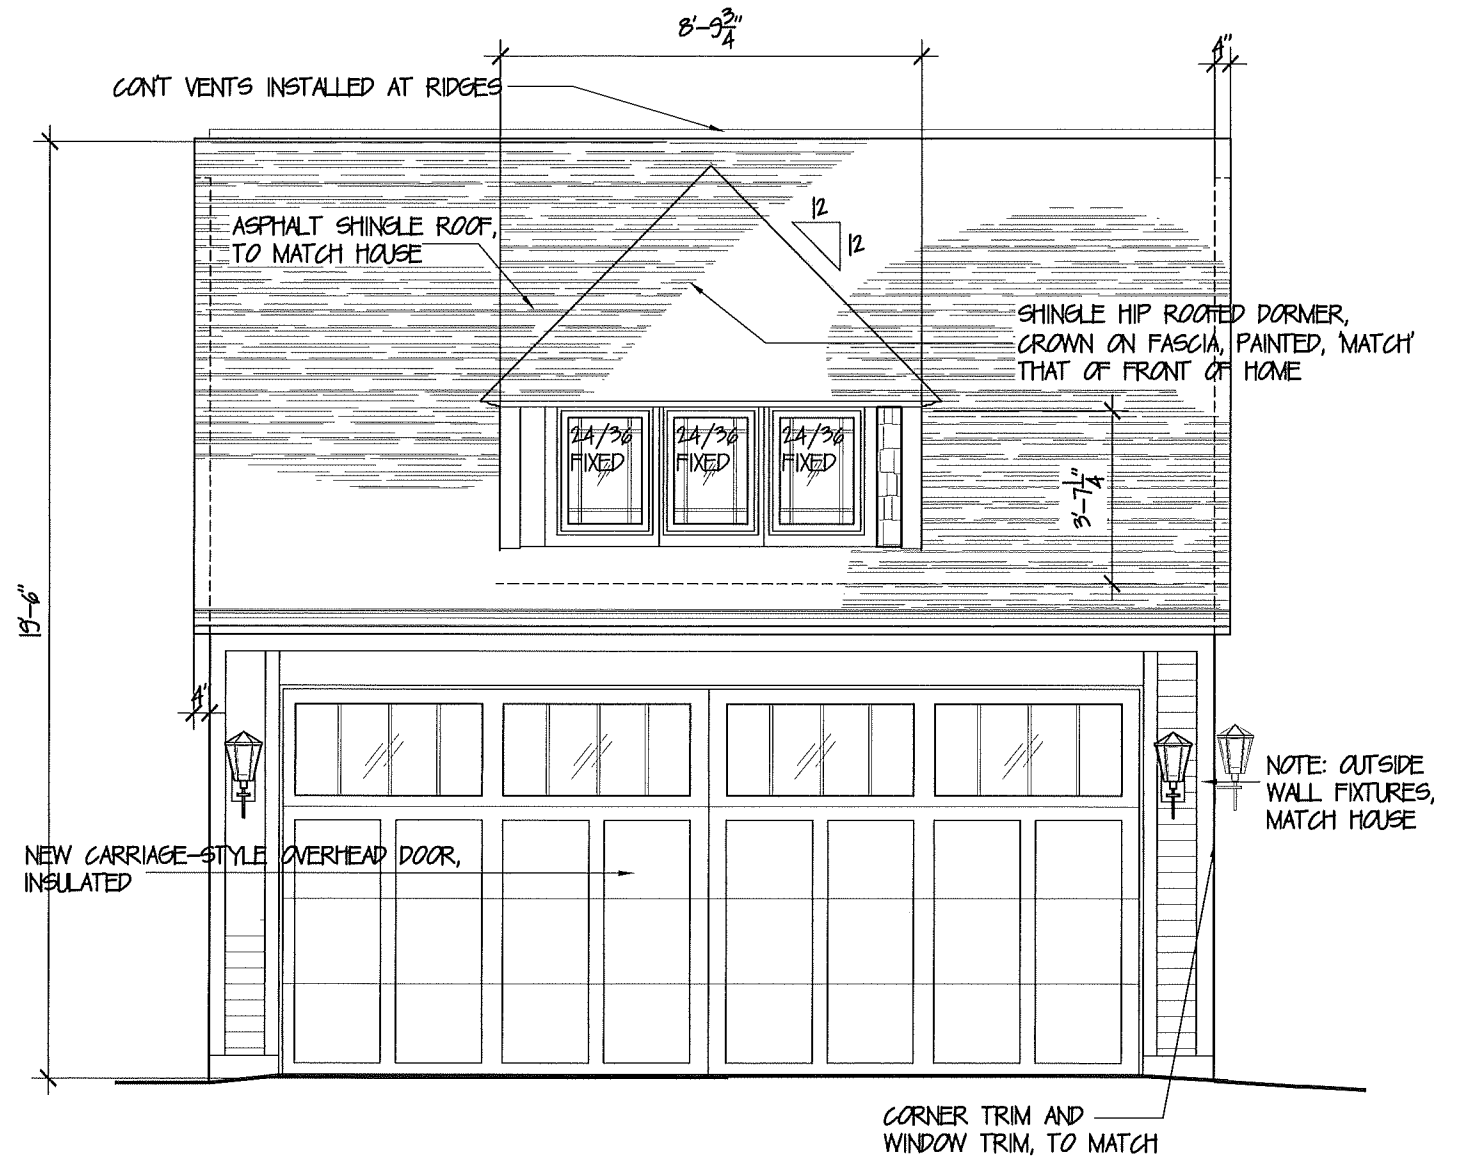 8'-9 3/4"
4"
CON'T VENTS INSTALLED AT RIDGES
12
12
ASPHALT SHINGLE ROOF,
TO MATCH HOUSE
SHINGLE HIP ROOFED DORMER,
CROWN ON FASCIA, PAINTED, 'MATCH'
THAT OF FRONT OF HOME
24/36
FIXED
24/36
FIXED
24/36
FIXED
3'-7 1/4"
19'-6"
4"
NOTE: OUTSIDE
WALL FIXTURES,
MATCH HOUSE
NEW CARRIAGE-STYLE OVERHEAD DOOR,
INSULATED
CORNER TRIM AND
WINDOW TRIM, TO MATCH